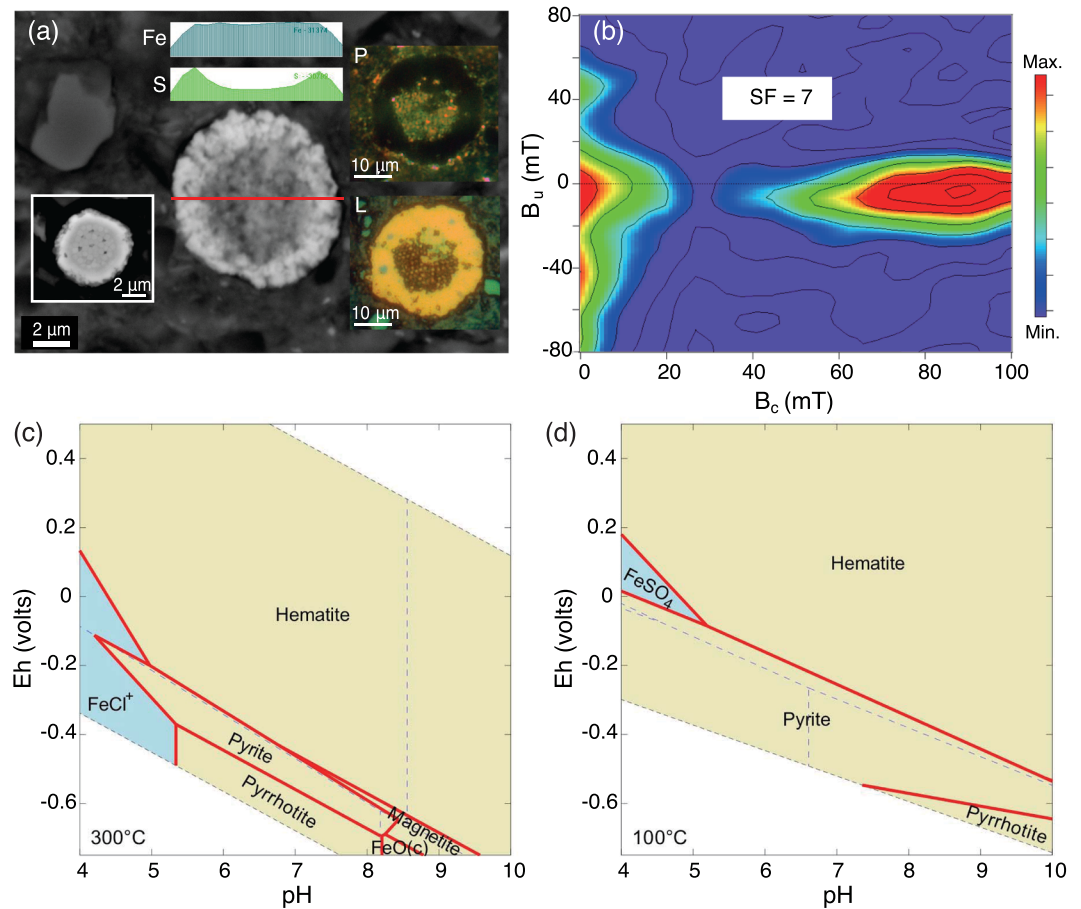 (a)
Fe
Fe - 31374
S
P
10 μm
L
10 μm
2 μm
2 μm
(b)
SF = 7
80
40
0
-40
-80
Bᵤ (mT)
0
20
40
60
80
100
B꜀ (mT)
Max.
Min.
(c)
0.4
0.2
0
-0.2
-0.4
-0.6
Eh (volts)
Hematite
FeCl⁺
Pyrite
Pyrrhotite
Magnetite
FeO(c)
300°C
4
5
6
7
8
9
10
pH
(d)
0.4
0.2
0
-0.2
-0.4
-0.6
Eh (volts)
Hematite
FeSO₄
Pyrite
Pyrrhotite
100°C
4
5
6
7
8
9
10
pH